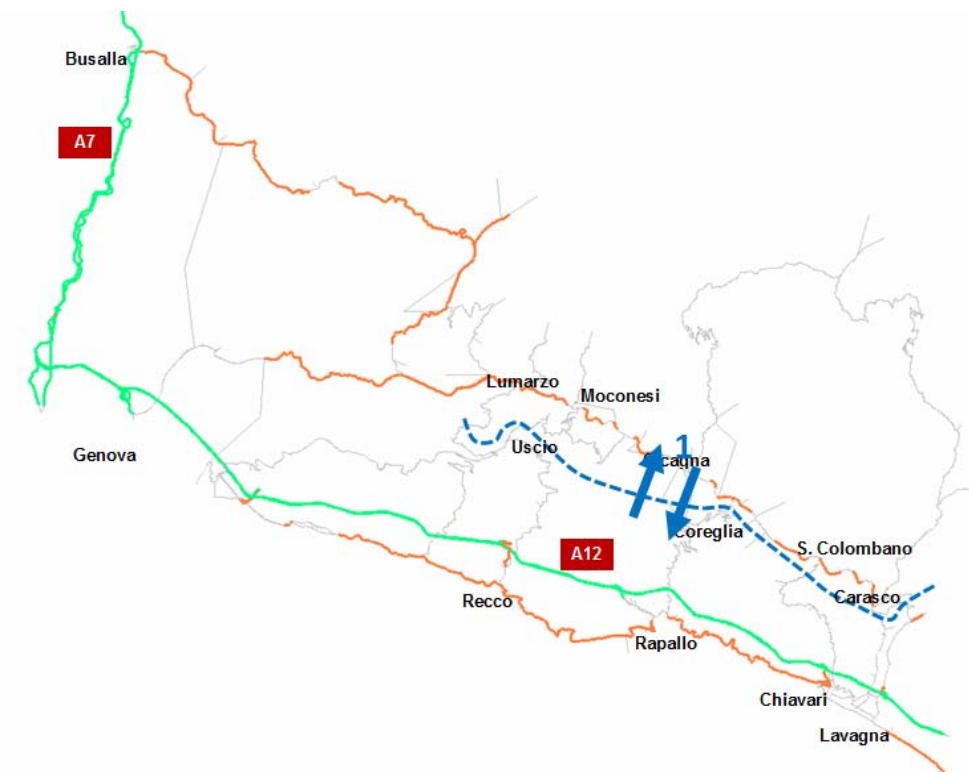 Busalla
A7
Lumarzo
Moconesi
Uscio
1
Cicagna
Genova
Coreglia
S. Colombano
A12
Carasco
Recco
Rapallo
Chiavari
Lavagna